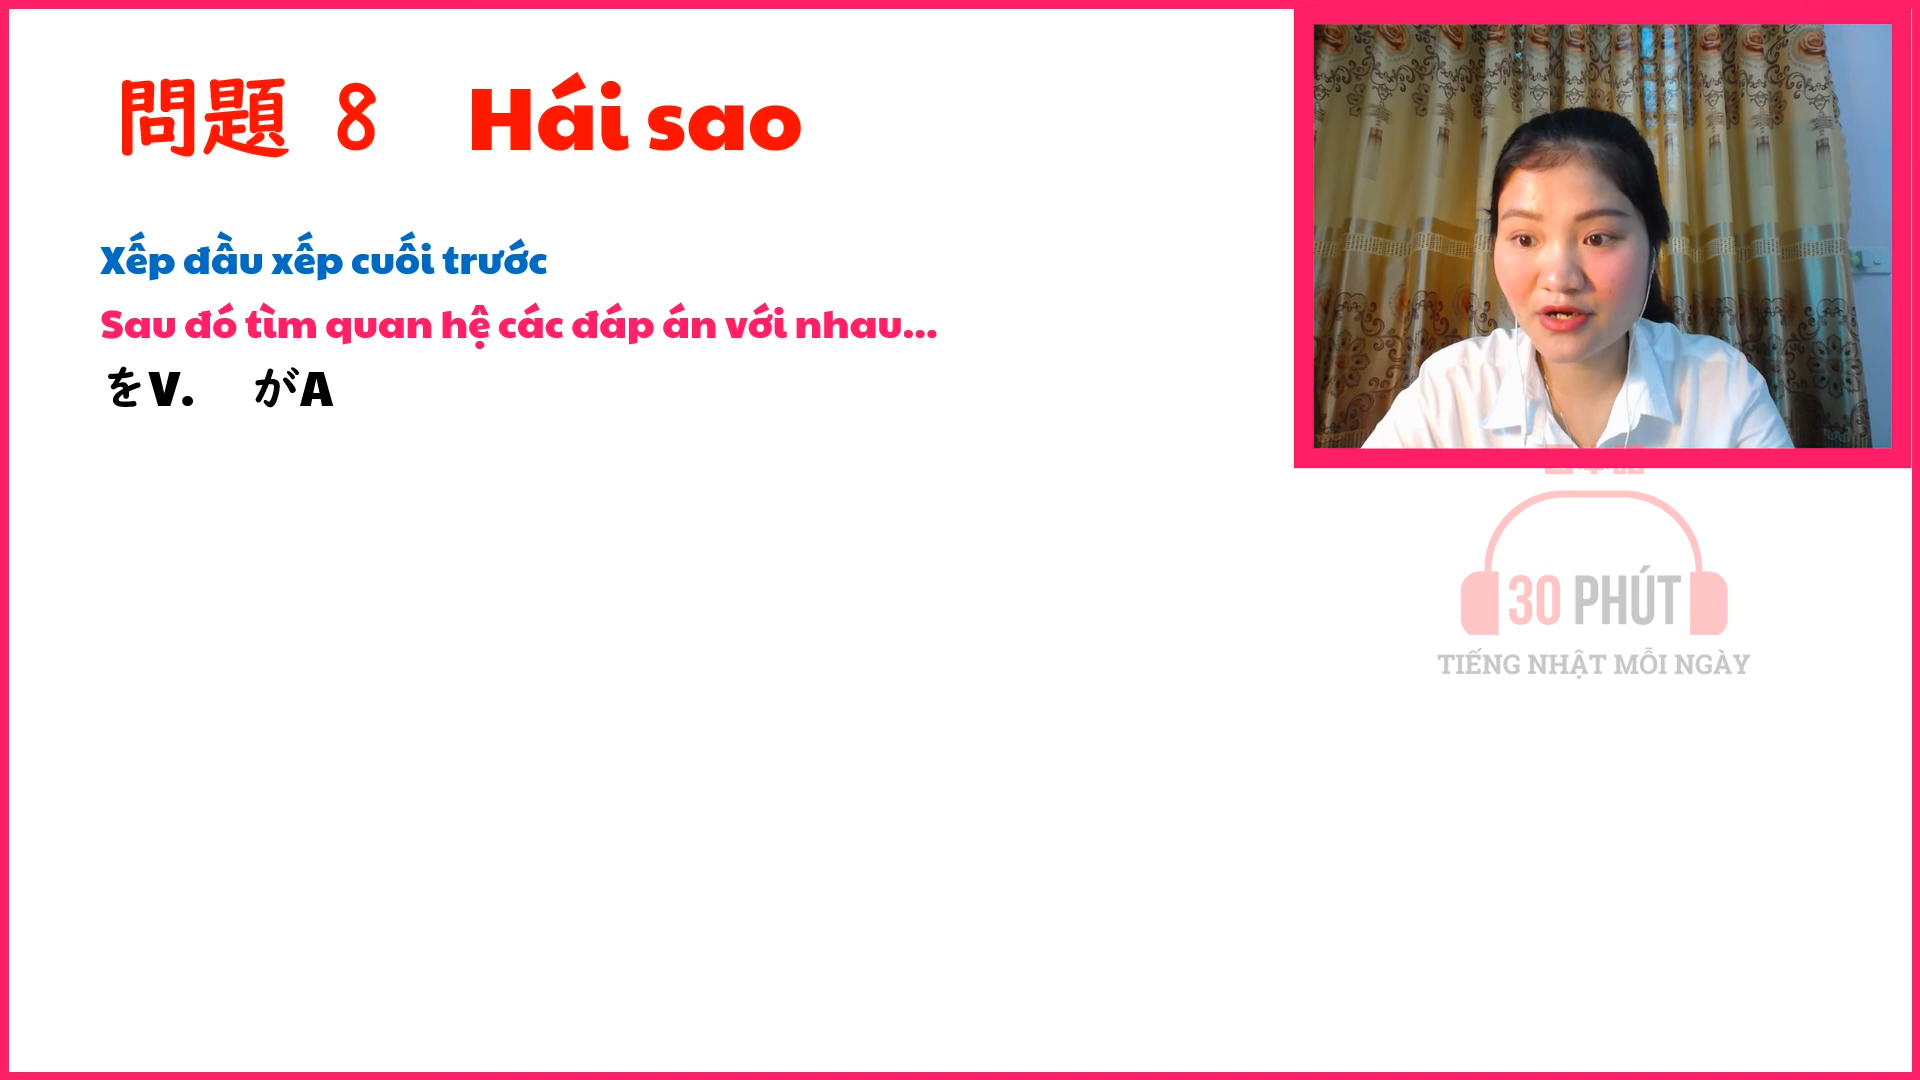 問題 8 Hái sao
Xếp đầu xếp cuối trước
Sau đó tìm quan hệ các đáp án với nhau...
をV. がA
30 PHÚT
TIẾNG NHẬT MỖI NGÀY